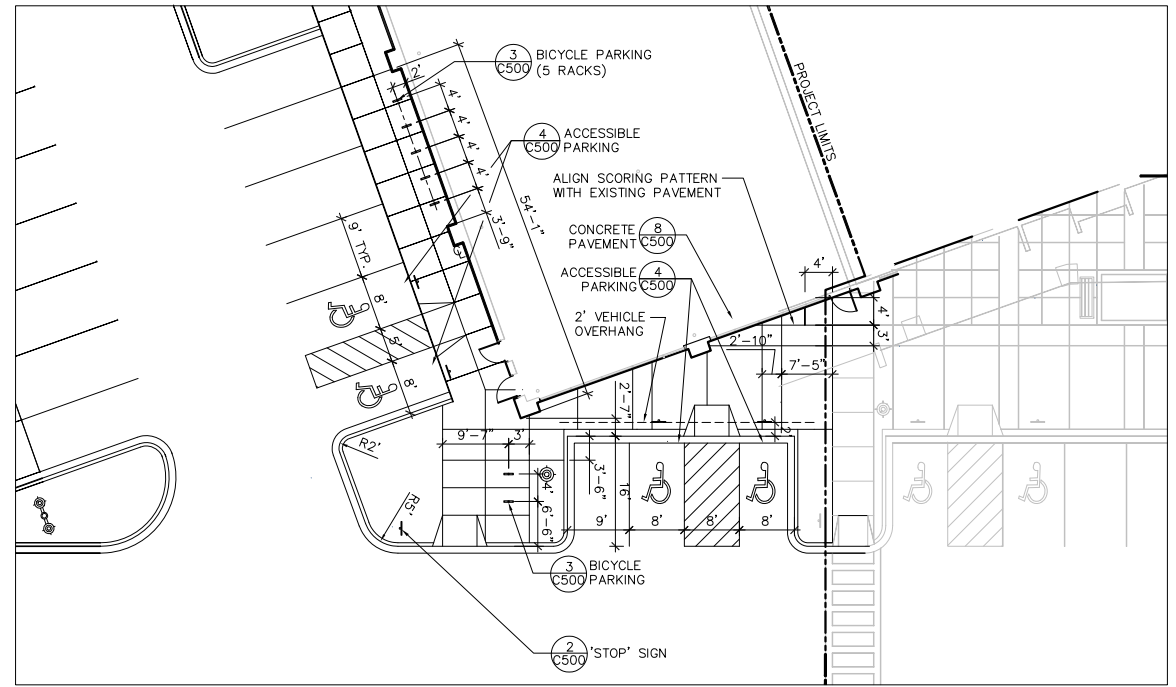 3
C500
BICYCLE PARKING
(5 RACKS)
2'
4'
4'
4'
4'
3'-9"
54'-1"
4
C500
ACCESSIBLE
PARKING
PROJECT LIMITS
ALIGN SCORING PATTERN
WITH EXISTING PAVEMENT
CONCRETE
PAVEMENT
8
C500
ACCESSIBLE
PARKING
4
C500
2' VEHICLE
OVERHANG
4'
4'
3'
9' TYP.
8'
5'
8'
3'
2'-10"
7'-5"
2'-7"
2'
R2'
9'-7"
3'
3'-6"
16'
4'
6'-6"
R5'
9'
8'
8'
8'
3
C500
BICYCLE
PARKING
2
C500
'STOP' SIGN